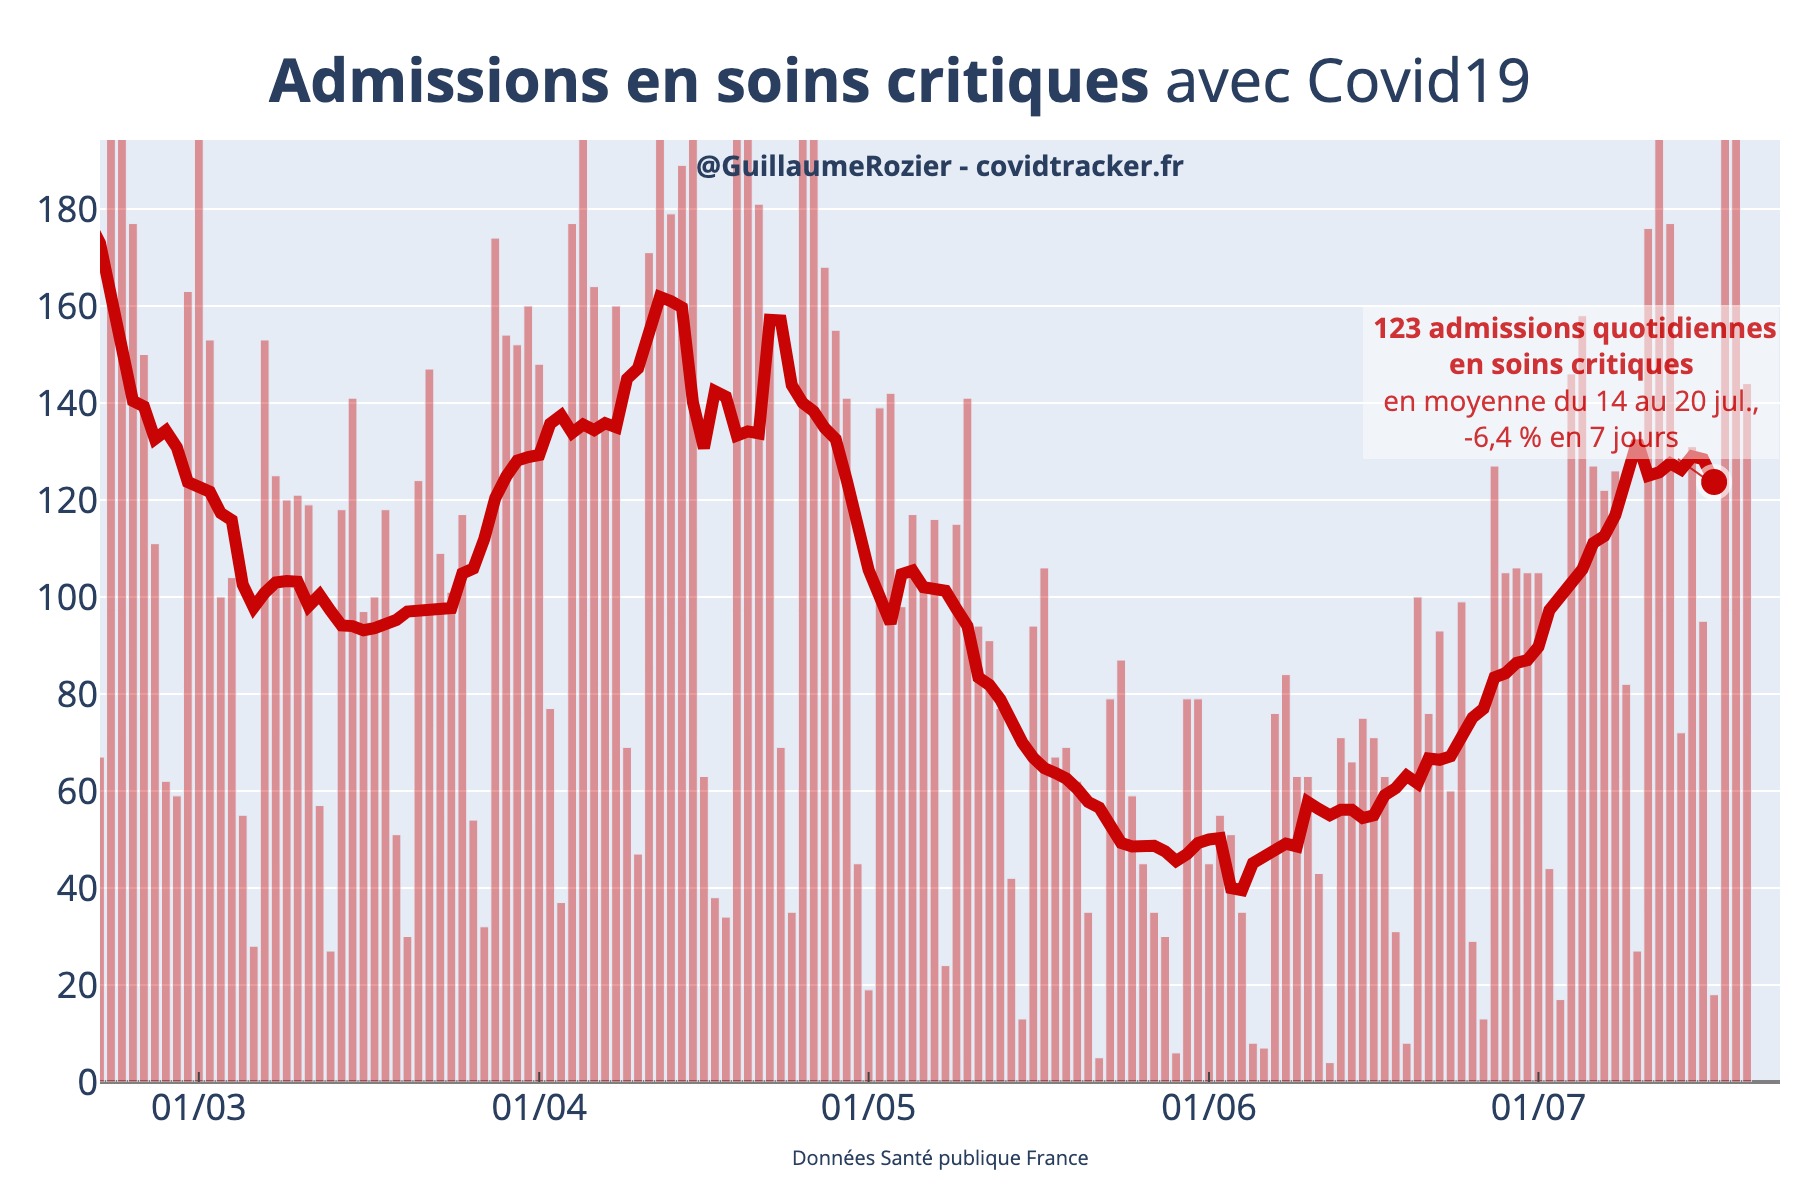 Admissions en soins critiques avec Covid19
@GuillaumeRozier - covidtracker.fr
180
160
140
120
100
80
60
40
20
0
123 admissions quotidiennes
en soins critiques
en moyenne du 14 au 20 jul.,
-6,4 % en 7 jours
01/03
01/04
01/05
01/06
01/07
Données Santé publique France